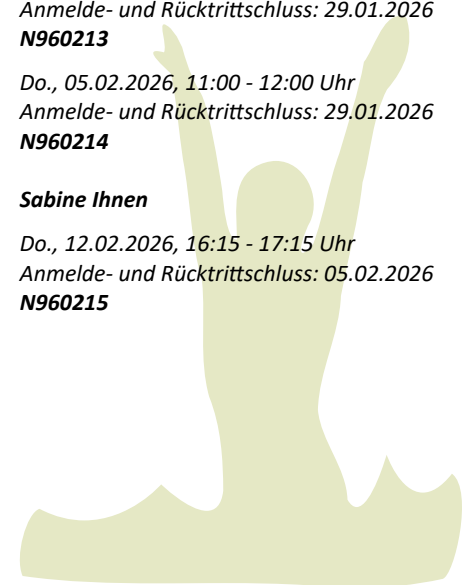 Anmelde- und Rücktrittschluss: 29.01.2026
N960213
Do., 05.02.2026, 11:00 - 12:00 Uhr
Anmelde- und Rücktrittschluss: 29.01.2026
N960214
Sabine Ihnen
Do., 12.02.2026, 16:15 - 17:15 Uhr
Anmelde- und Rücktrittschluss: 05.02.2026
N960215